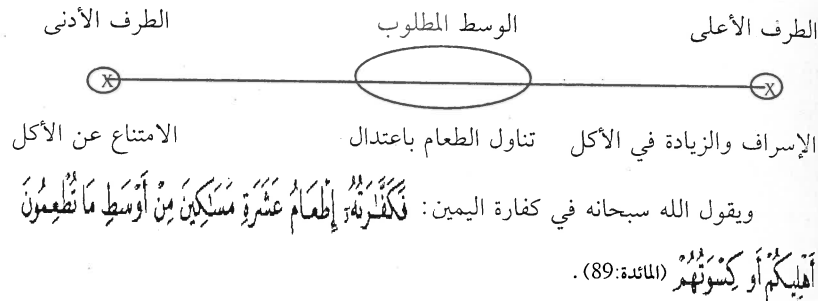 الطرف الأعلى الوسط المطلوب الطرف الأدنى
X X
الإسراف والزيادة في الأكل تناول الطعام باعتدال الامتناع عن الأكل
ويقول الله سبحانه في كفارة اليمين: فَكَفَّٰرَتُهُۥٓ إِطْعَامُ عَشَرَةِ مَسَٰكِينَ مِنْ أَوْسَطِ مَا تُطْعِمُونَ
أَهْلِيكُمْ أَو كِسْوَتُهُمْ (المائدة:89).